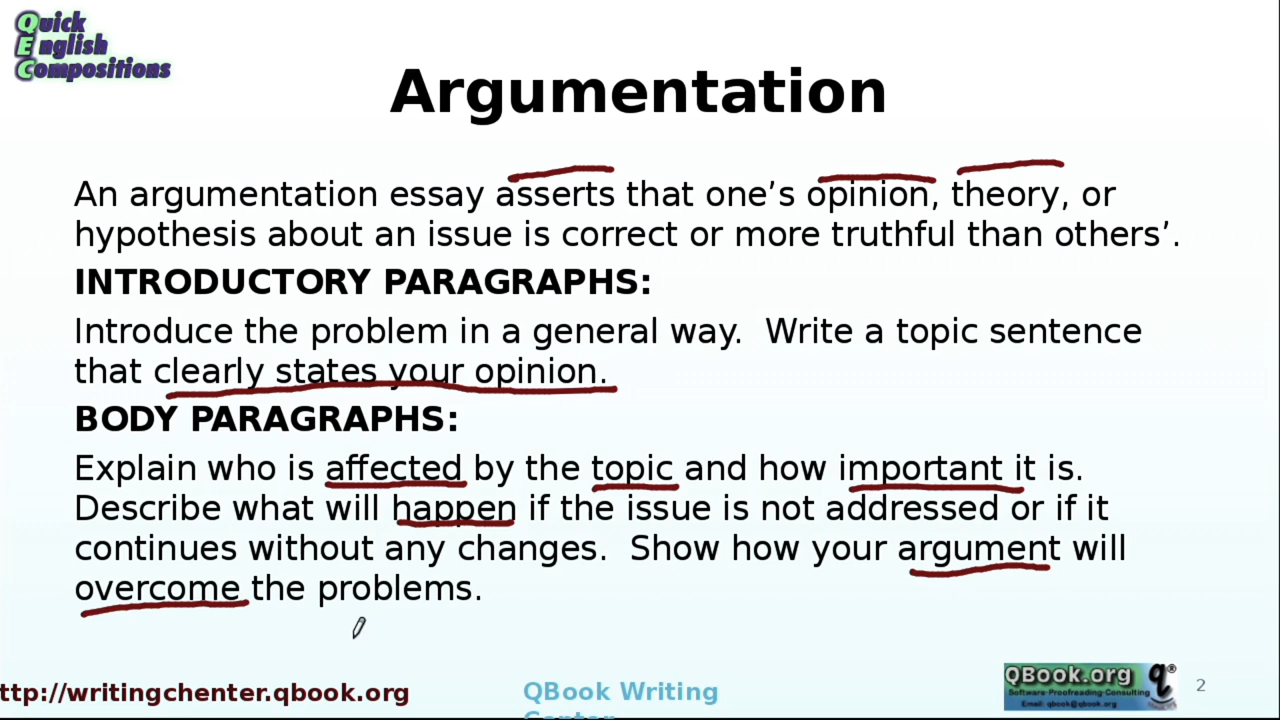 Quick
English
Compositions
Argumentation
An argumentation essay asserts that one’s opinion, theory, or
hypothesis about an issue is correct or more truthful than others’.
INTRODUCTORY PARAGRAPHS:
Introduce the problem in a general way.  Write a topic sentence
that clearly states your opinion.
BODY PARAGRAPHS:
Explain who is affected by the topic and how important it is.
Describe what will happen if the issue is not addressed or if it
continues without any changes.  Show how your argument will
overcome the problems.
ttp://writingchenter.qbook.org
QBook Writing
Center
QBook.org
Software-Proofreading-Consulting
Email: qbook@qbook.org
q®
2